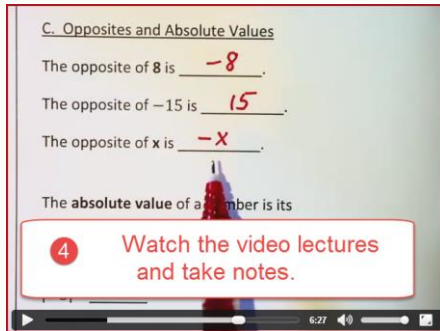 C. Opposites and Absolute Values
The opposite of 8 is −8.
The opposite of −15 is 15.
The opposite of x is −x.
The absolute value of a number is its
4 Watch the video lectures
and take notes.
6:27